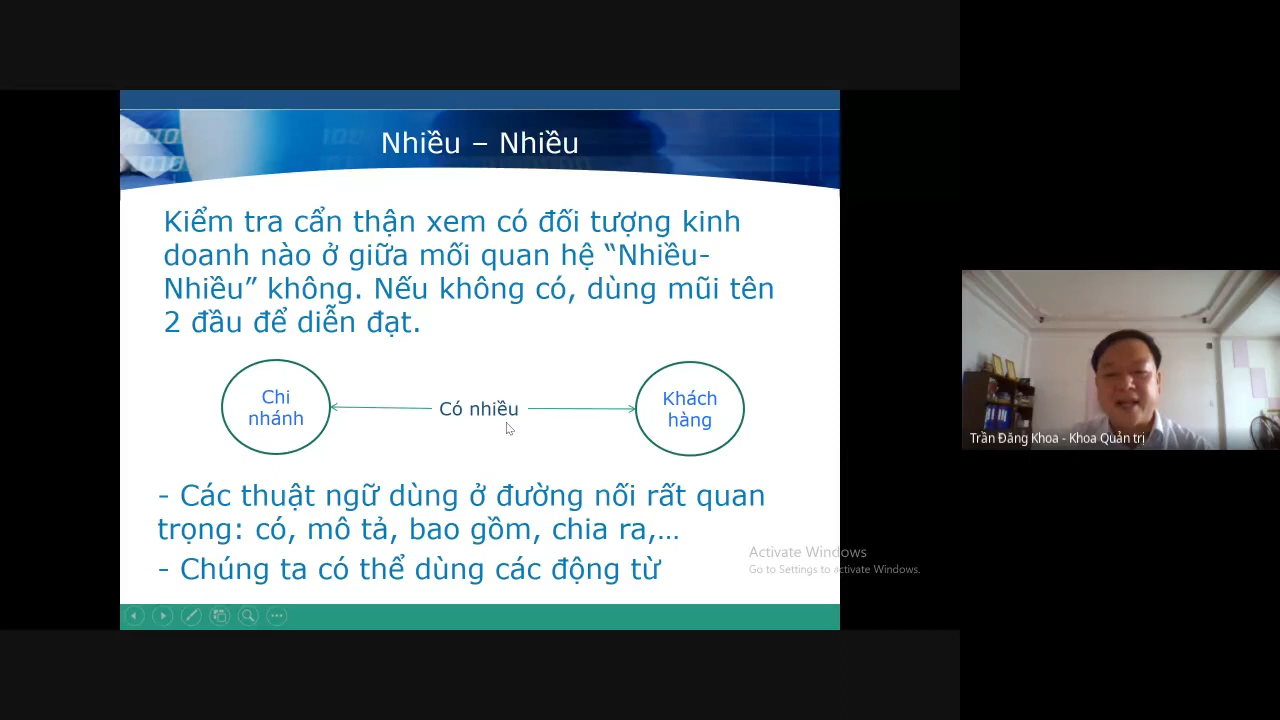 Nhiều – Nhiều
Kiểm tra cẩn thận xem có đối tượng kinh
doanh nào ở giữa mối quan hệ “Nhiều-
Nhiều” không. Nếu không có, dùng mũi tên
2 đầu để diễn đạt.
Chi
nhánh
Có nhiều
Khách
hàng
- Các thuật ngữ dùng ở đường nối rất quan
trọng: có, mô tả, bao gồm, chia ra,...
- Chúng ta có thể dùng các động từ
Activate Windows
Go to Settings to activate Windows.
Trần Đăng Khoa - Khoa Quản trị